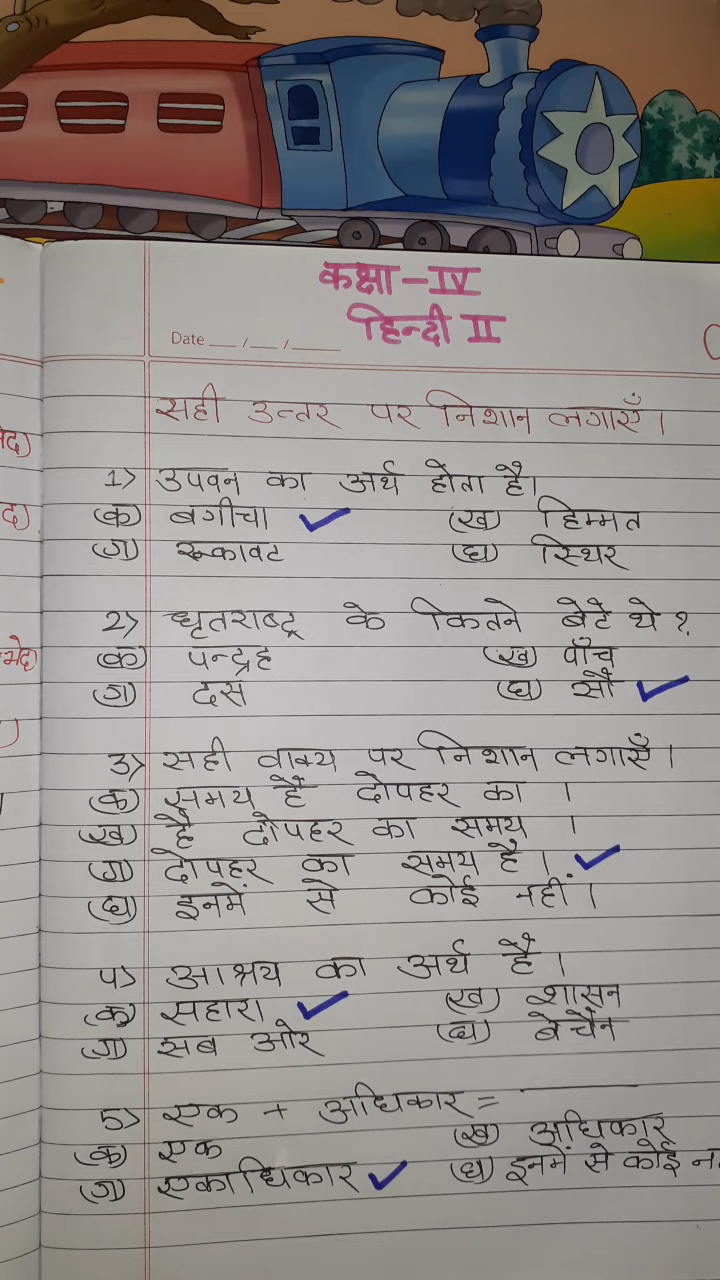 कक्षा - IV
हिन्दी II
Date __/__/____
सही उत्तर पर निशान लगाएँ।
1> उपवन का अर्थ होता है।
(क) बगीचा ✓ (ख) हिम्मत
(ग) रूकावट (घ) स्थिर
2> धृतराष्ट्र के कितने बेटे थे ?
(क) पन्द्रह (ख) पाँच
(ग) दस (घ) सौ ✓
3> सही वाक्य पर निशान लगाएँ।
(क) समय है दोपहर का ।
(ख) है दोपहर का समय ।
(ग) दोपहर का समय है। ✓
(घ) इनमें से कोई नहीं।
4> आश्रय का अर्थ है।
(क) सहारा ✓ (ख) शासन
(ग) सब ओर (घ) बेचैन
5> एक + अधिकार = ______
(क) एक (ख) अधिकार
(ग) एकाधिकार ✓ (घ) इनमें से कोई न